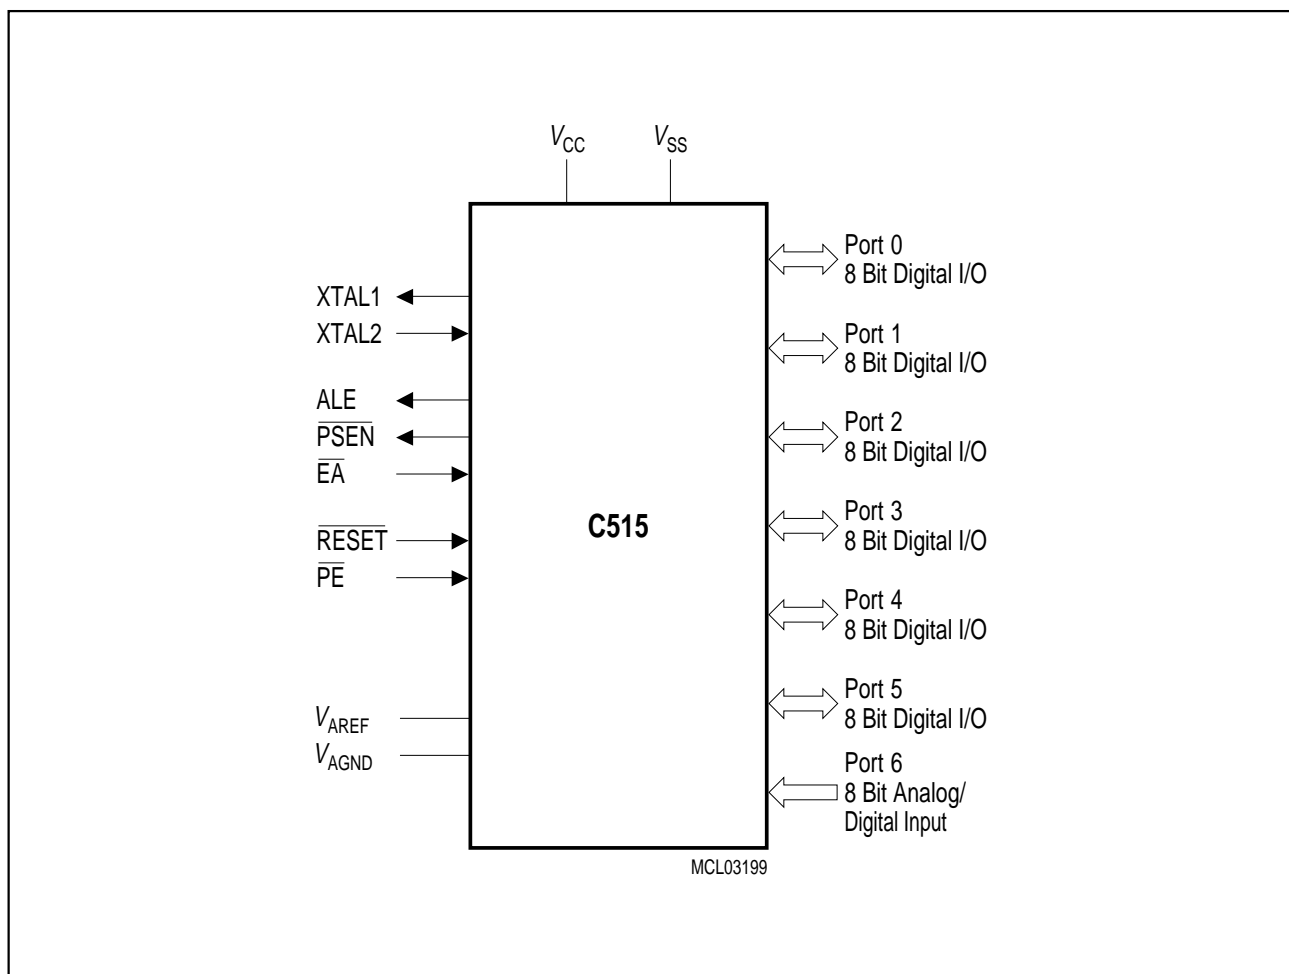 VCC
VSS
XTAL1
XTAL2
ALE
PSEN
EA
RESET
PE
VAREF
VAGND
C515
Port 0
8 Bit Digital I/O
Port 1
8 Bit Digital I/O
Port 2
8 Bit Digital I/O
Port 3
8 Bit Digital I/O
Port 4
8 Bit Digital I/O
Port 5
8 Bit Digital I/O
Port 6
8 Bit Analog/
Digital Input
MCL03199